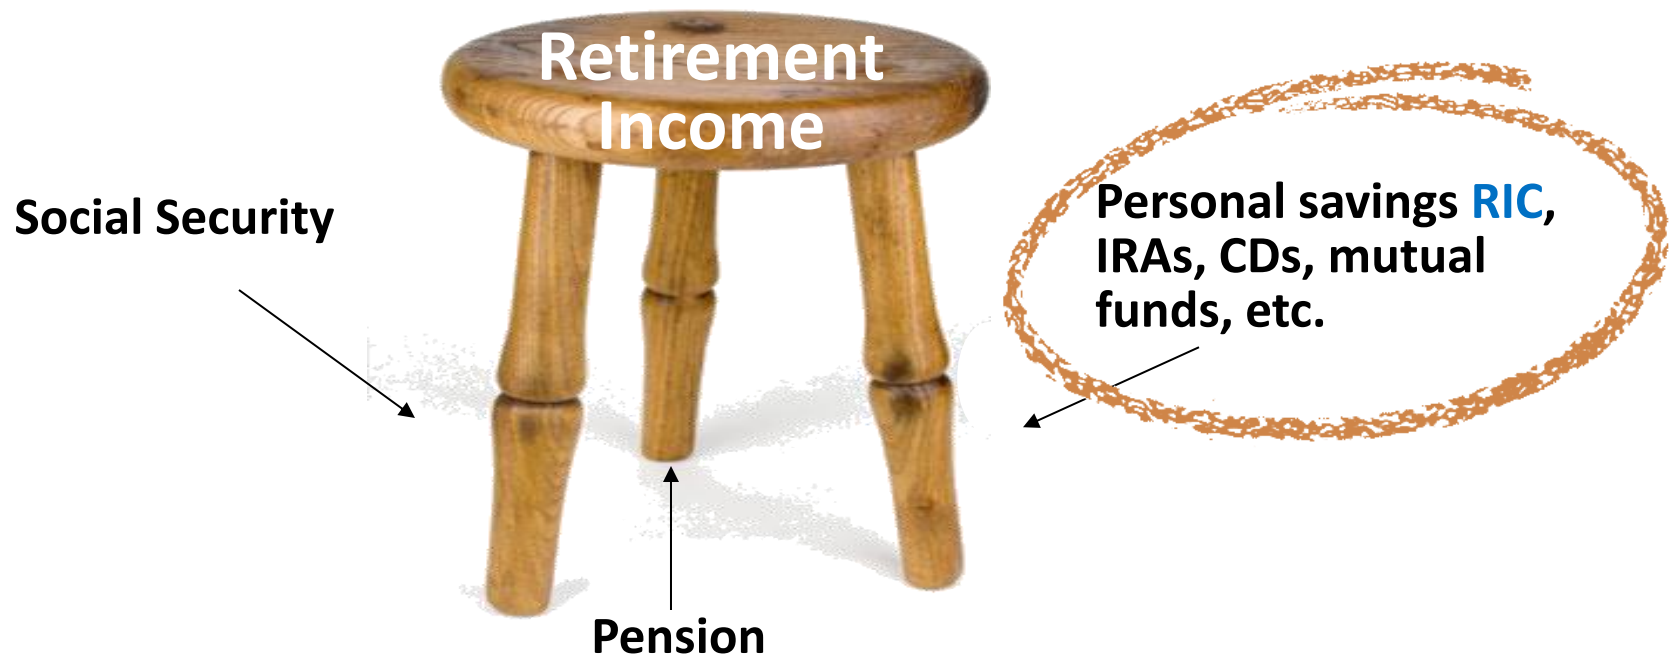 Retirement
Income
Social Security
Personal savings RIC,
IRAs, CDs, mutual
funds, etc.
Pension